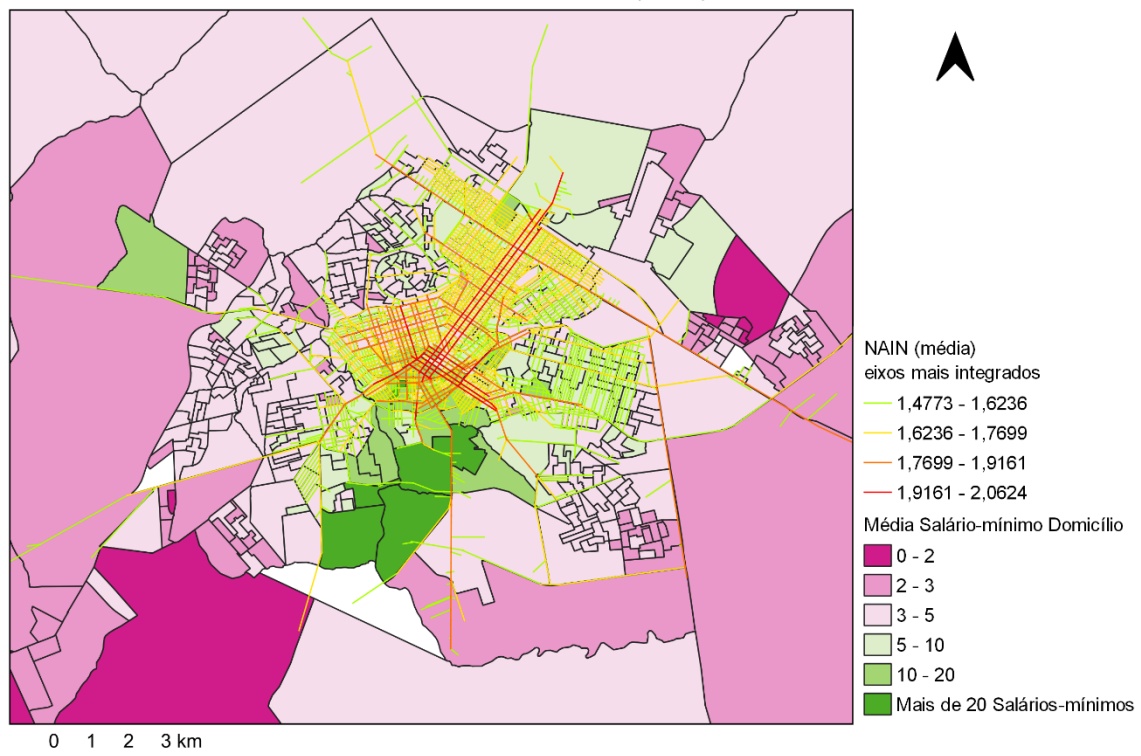 NAIN (média)
eixos mais integrados
1,4773 - 1,6236
1,6236 - 1,7699
1,7699 - 1,9161
1,9161 - 2,0624
Média Salário-mínimo Domicílio
0 - 2
2 - 3
3 - 5
5 - 10
10 - 20
Mais de 20 Salários-mínimos
0 1 2 3 km